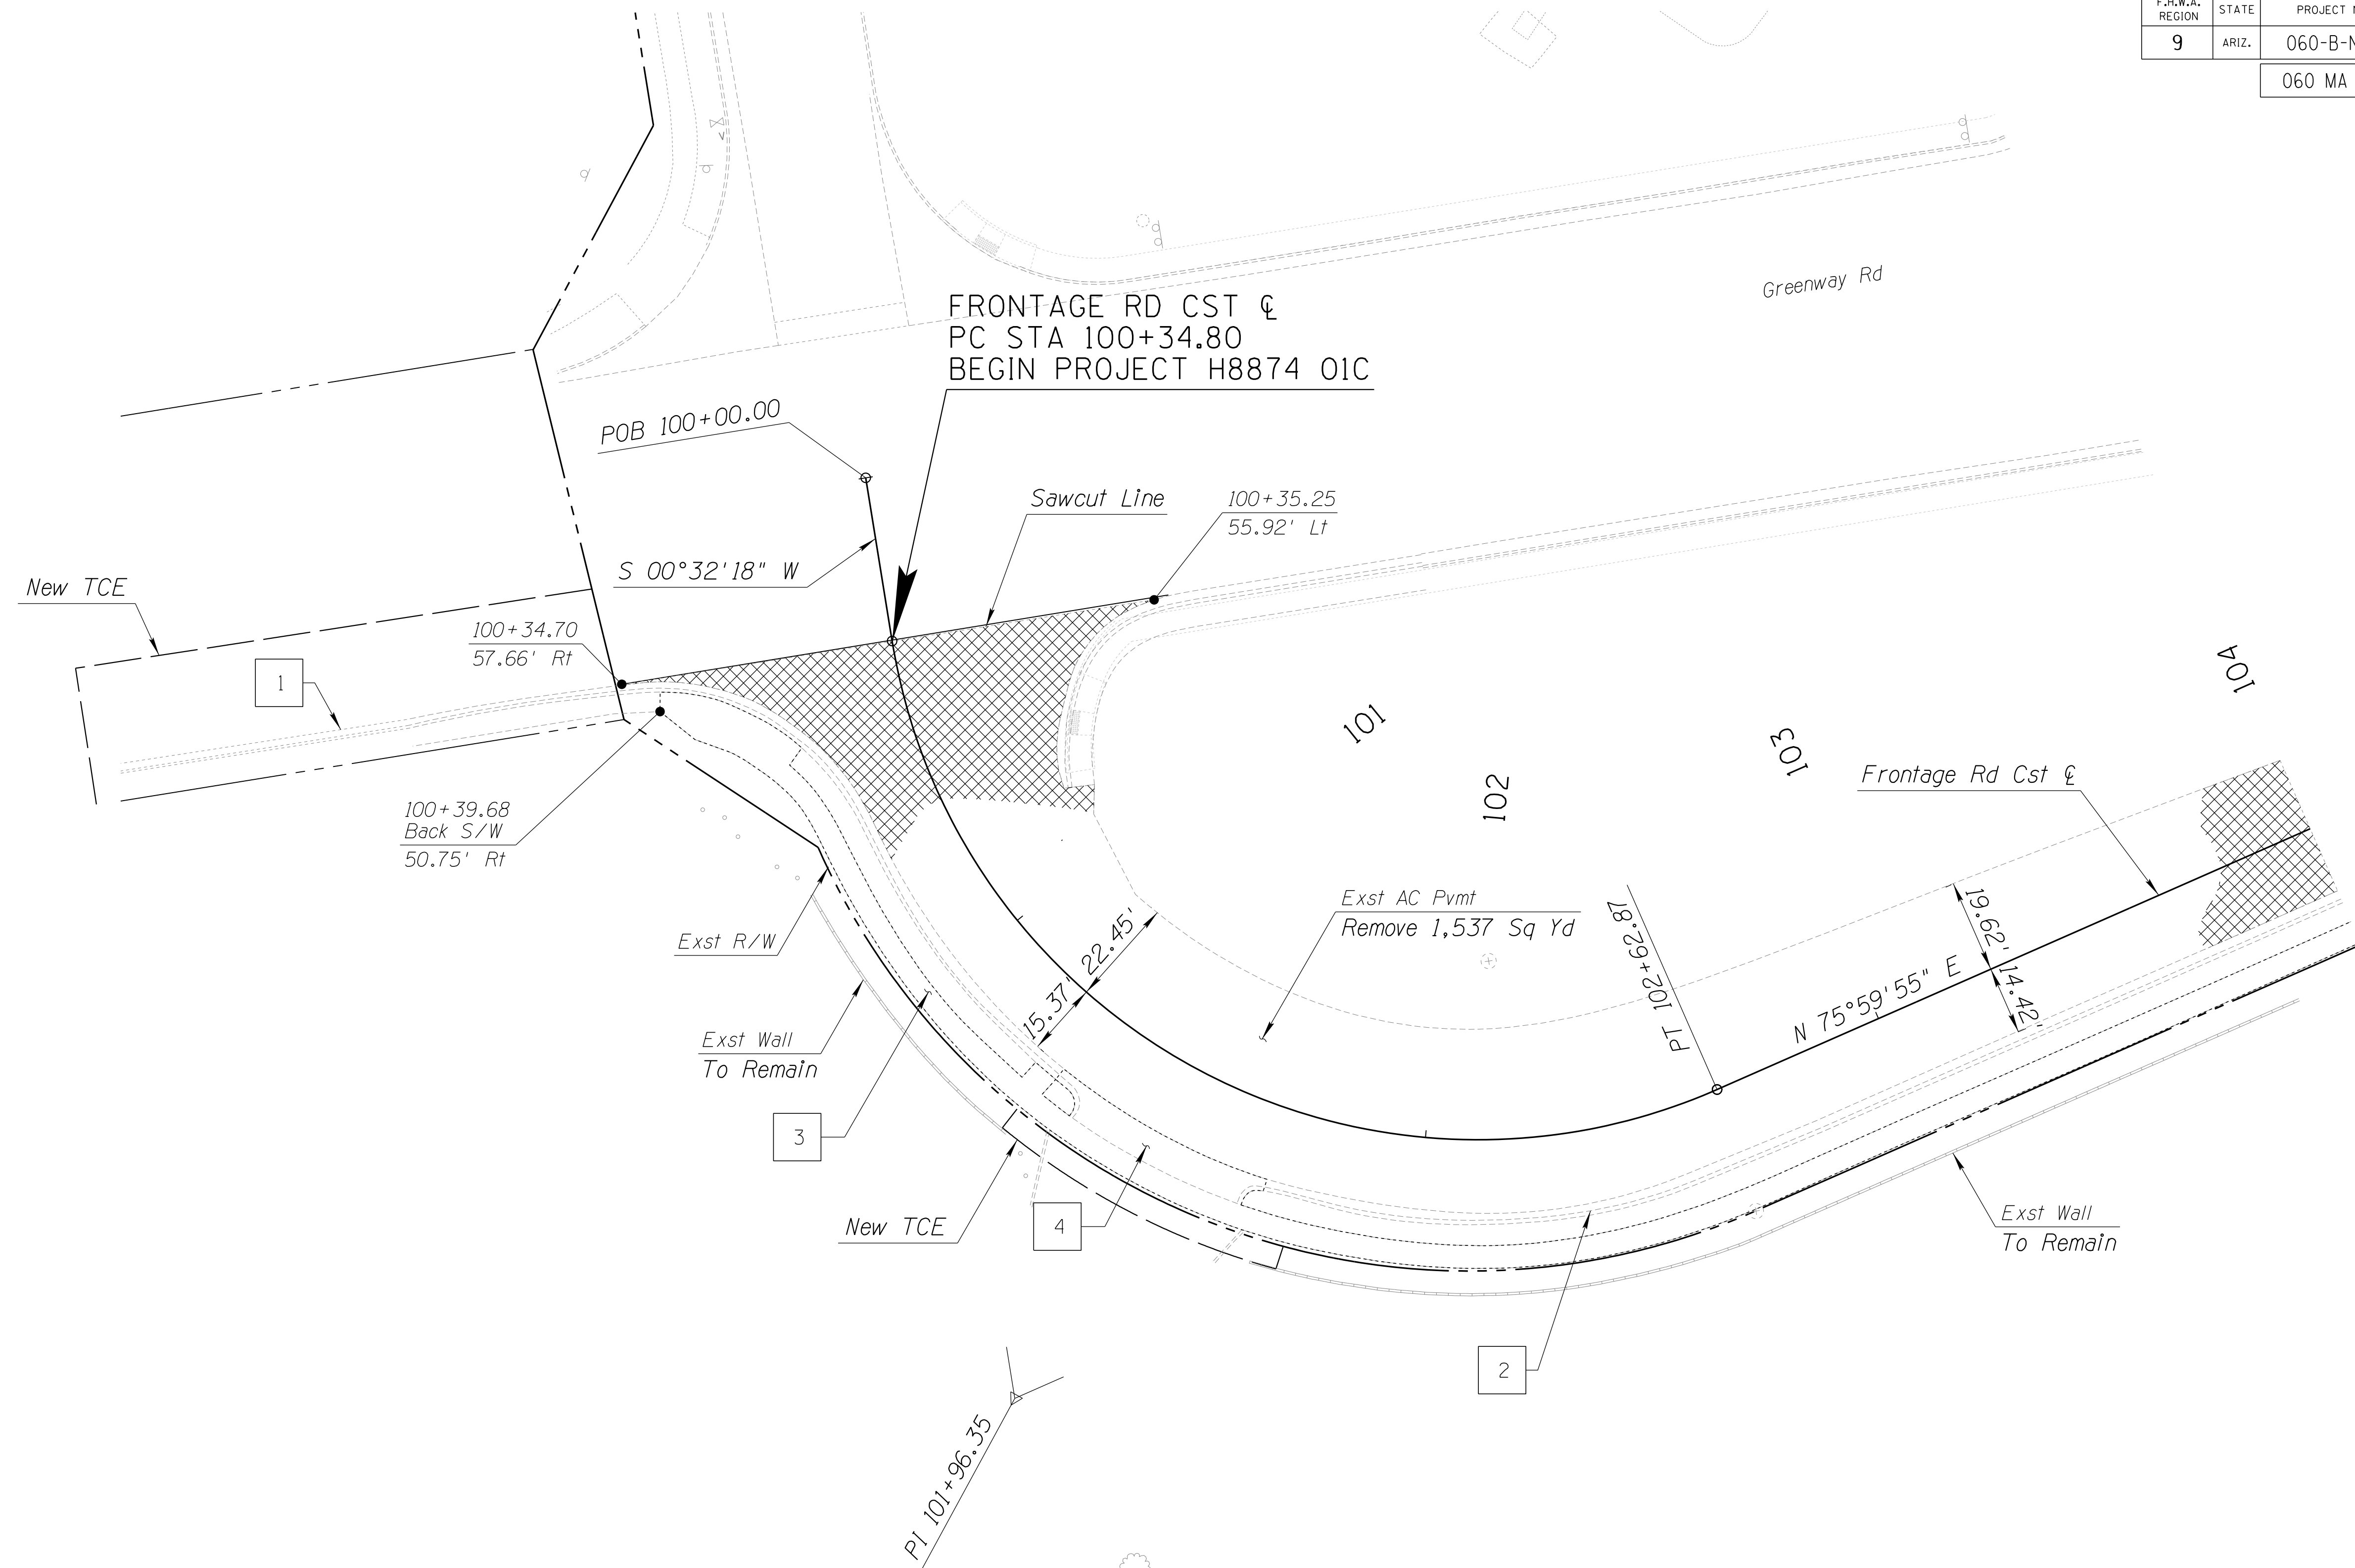 F.H.W.A. REGION
STATE
PROJECT
9
ARIZ.
060-B-
060 MA
Greenway Rd
FRONTAGE RD CST ℄
PC STA 100+34.80
BEGIN PROJECT H8874 01C
POB 100+00.00
Sawcut Line
100+35.25
55.92' Lt
S 00°32'18" W
New TCE
100+34.70
57.66' Rt
1
101
102
103
104
Frontage Rd Cst ℄
100+39.68
Back S/W
50.75' Rt
Exst R/W
Exst AC Pvmt
Remove 1,537 Sq Yd
22.45'
15.37'
PT 102+62.87
19.62'
14.42'
N 75°59'55" E
Exst Wall
To Remain
3
New TCE
4
2
Exst Wall
To Remain
PI 101+96.35